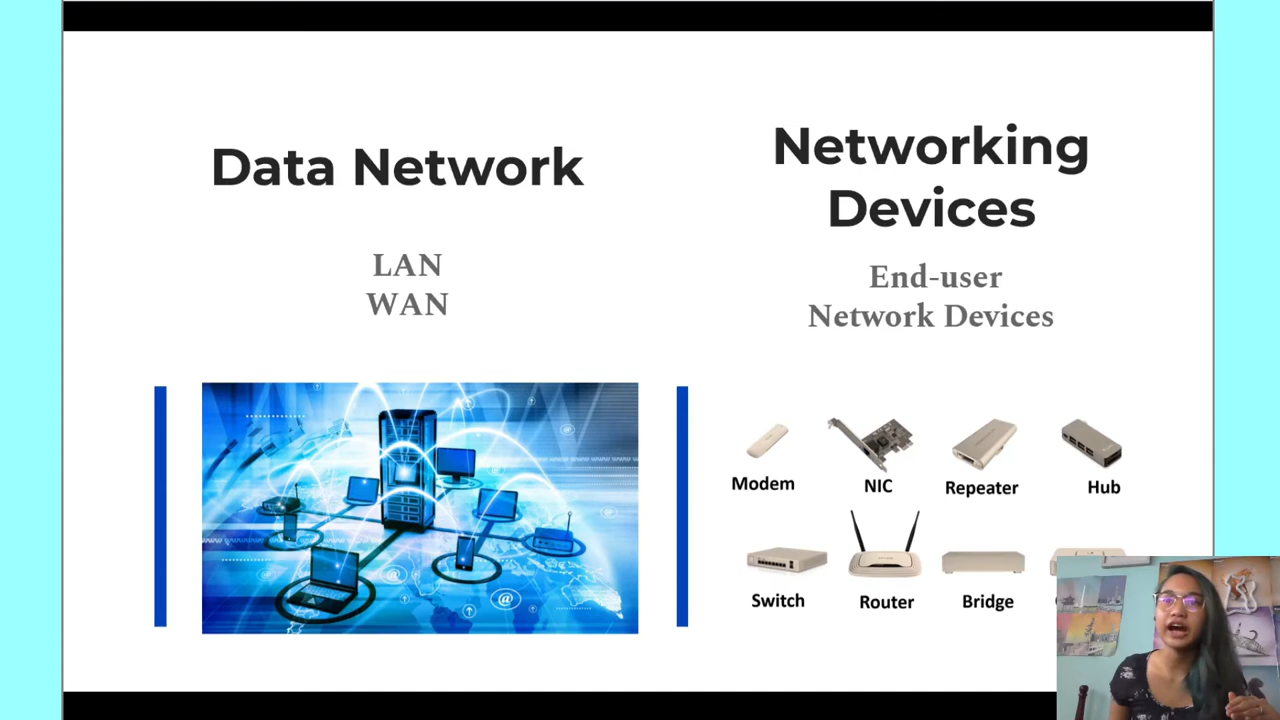 Data Network
LAN
WAN
Networking
Devices
End-user
Network Devices
Modem
NIC
Repeater
Hub
Switch
Router
Bridge